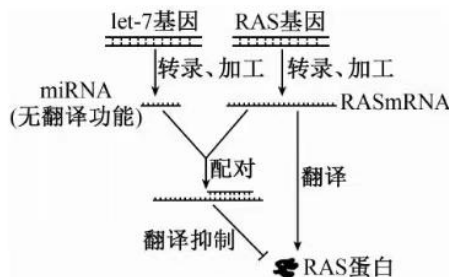 let-7基因 RAS基因
转录、加工 转录、加工
miRNA
(无翻译功能)
RASmRNA
配对
翻译
翻译抑制
RAS蛋白